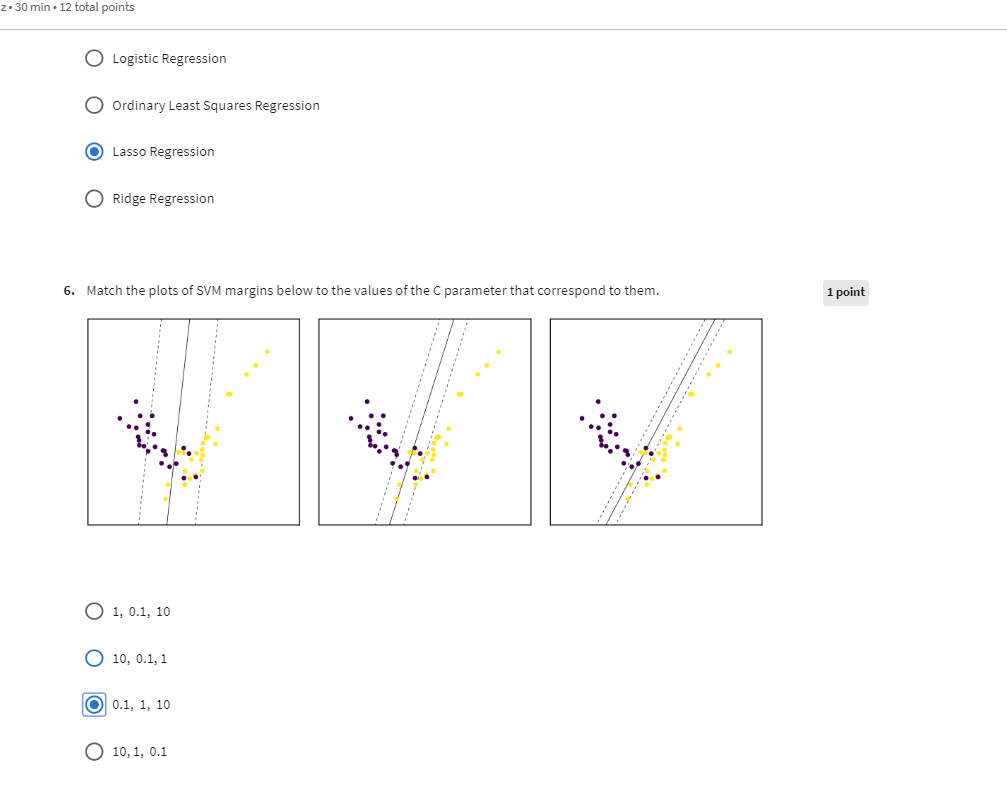 z • 30 min • 12 total points
Logistic Regression
Ordinary Least Squares Regression
Lasso Regression
Ridge Regression
6. Match the plots of SVM margins below to the values of the C parameter that correspond to them.
1 point
1, 0.1, 10
10, 0.1, 1
0.1, 1, 10
10, 1, 0.1